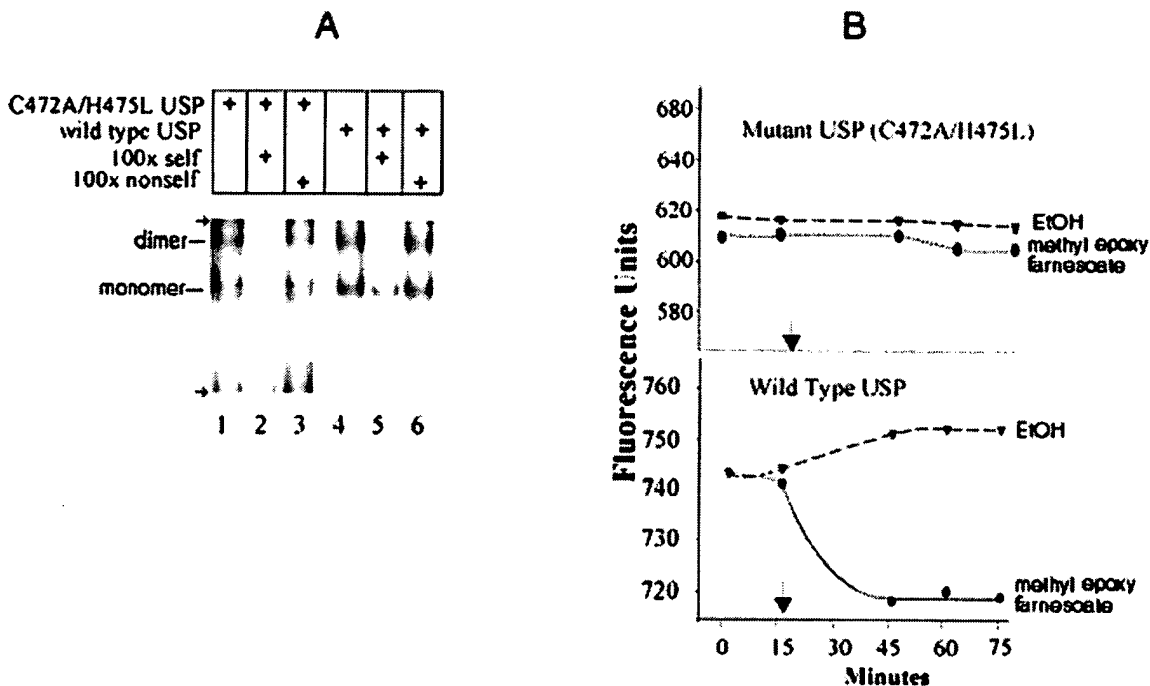 A
C472A/H475L USP + + +
wild type USP + + +
100x self + +
100x nonself + +
dimer
monomer
1 2 3 4 5 6
B
Fluorescence Units
680
660
640
620
600
580
Mutant USP (C472A/H475L)
EtOH
methyl epoxy
farnesoate
760
750
740
730
720
Wild Type USP
EtOH
methyl epoxy
farnesoate
0 15 30 45 60 75
Minutes